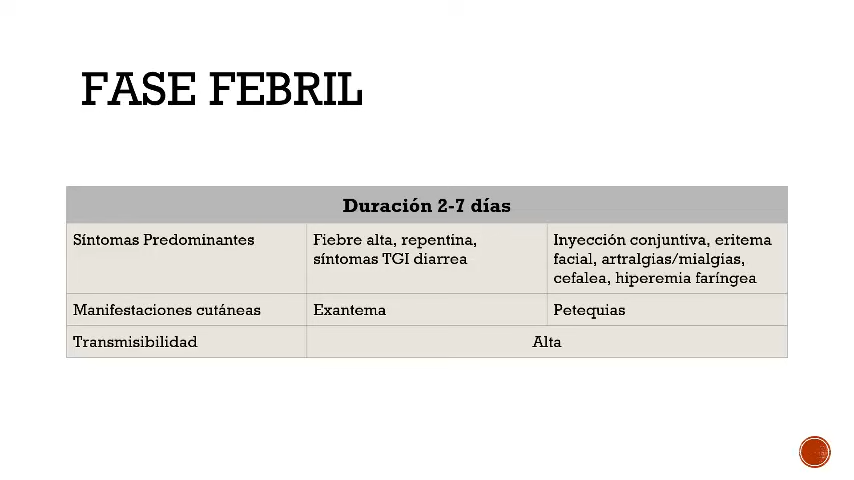 FASE FEBRIL
Duración 2-7 días
Síntomas Predominantes
Fiebre alta, repentina,
síntomas TGI diarrea
Inyección conjuntiva, eritema
facial, artralgias/mialgias,
cefalea, hiperemia faríngea
Manifestaciones cutáneas
Exantema
Petequias
Transmisibilidad
Alta